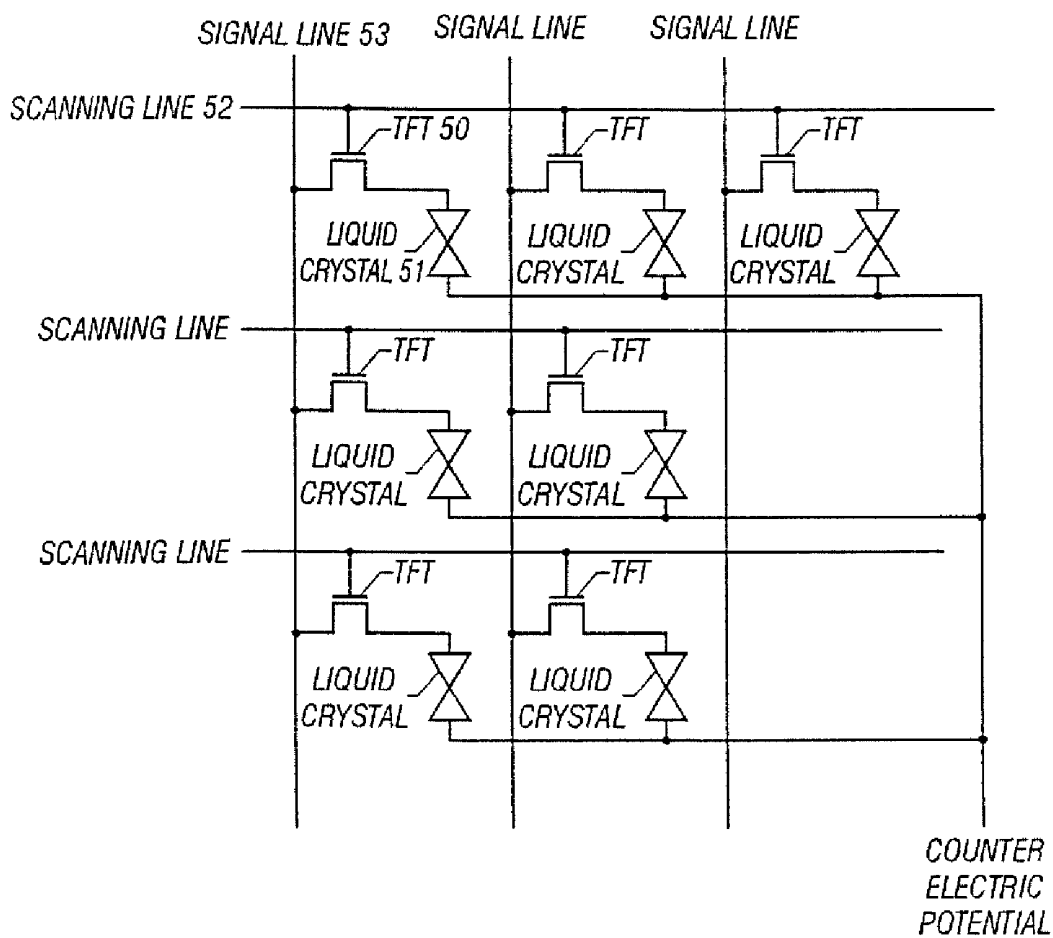 SIGNAL LINE 53
SIGNAL LINE
SIGNAL LINE
SCANNING LINE 52
TFT 50
TFT
TFT
LIQUID
CRYSTAL 51
LIQUID
CRYSTAL
LIQUID
CRYSTAL
SCANNING LINE
TFT
TFT
LIQUID
CRYSTAL
LIQUID
CRYSTAL
SCANNING LINE
TFT
TFT
LIQUID
CRYSTAL
LIQUID
CRYSTAL
COUNTER
ELECTRIC
POTENTIAL